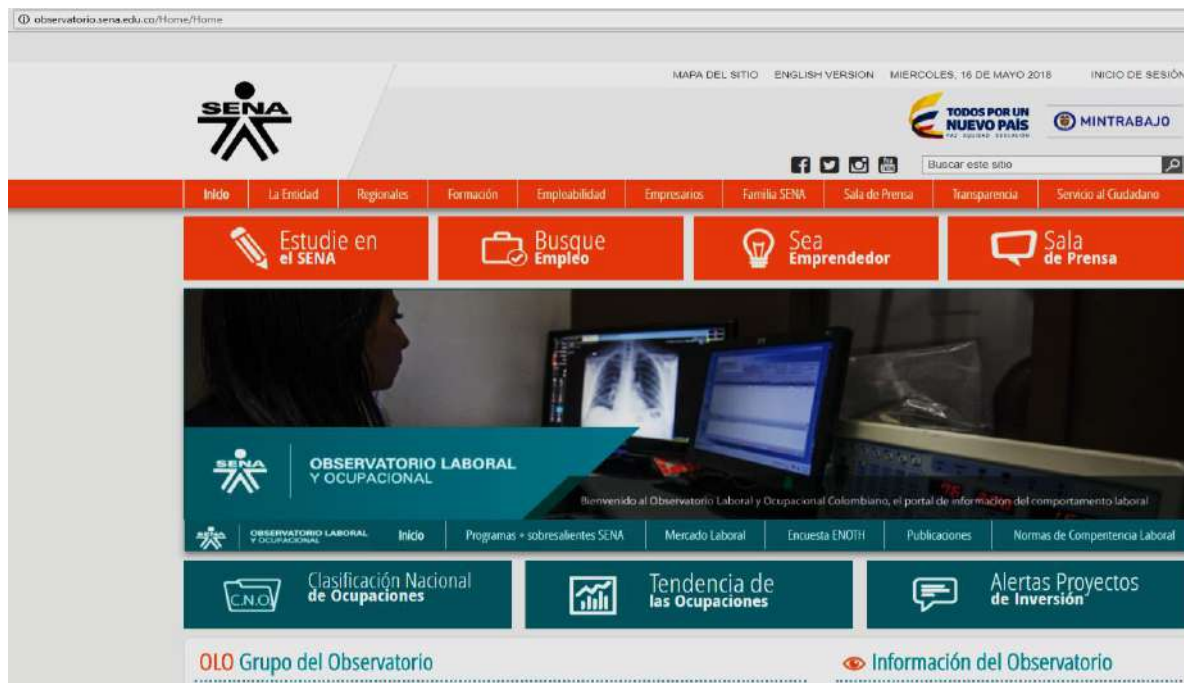 observatorio.sena.edu.co/Home/Home
MAPA DEL SITIO ENGLISH VERSION MIERCOLES, 16 DE MAYO 2018 INICIO DE SESIÓN
SENA
TODOS POR UN
NUEVO PAÍS
PAZ EQUIDAD EDUCACIÓN
MINTRABAJO
Buscar este sitio
Inicio La Entidad Regionales Formación Empleabilidad Empresarios Familia SENA Sala de Prensa Transparencia Servicio al Ciudadano
Estudie en
el SENA
Busque
Empleo
Sea
Emprendedor
Sala
de Prensa
SENA
OBSERVATORIO LABORAL
Y OCUPACIONAL
Bienvenido al Observatorio Laboral y Ocupacional Colombiano, el portal de información del comportamiento laboral
OBSERVATORIO LABORAL
Y OCUPACIONAL
Inicio Programas + sobresalientes SENA Mercado Laboral Encuesta ENOTH Publicaciones Normas de Compentencia Laboral
C.N.O
Clasificación Nacional
de Ocupaciones
Tendencia de
las Ocupaciones
Alertas Proyectos
de Inversión
OLO Grupo del Observatorio
Información del Observatorio